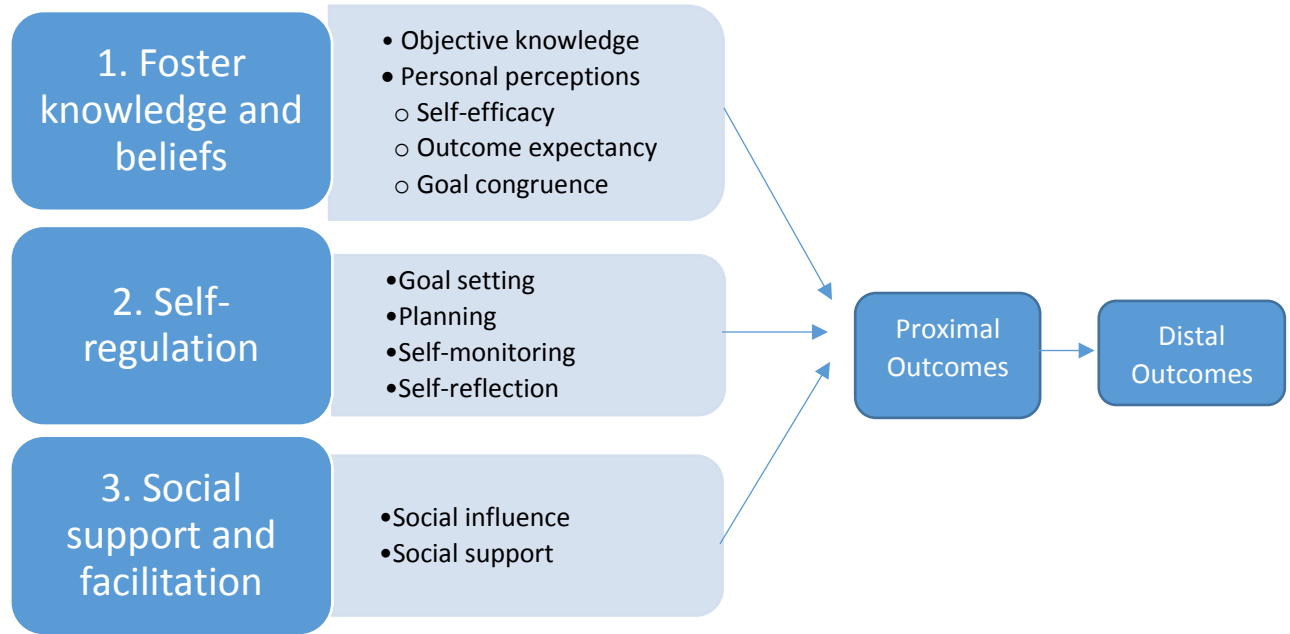 1. Foster
knowledge and
beliefs
• Objective knowledge
• Personal perceptions
o Self-efficacy
o Outcome expectancy
o Goal congruence
2. Self-
regulation
•Goal setting
•Planning
•Self-monitoring
•Self-reflection
3. Social
support and
facilitation
•Social influence
•Social support
Proximal
Outcomes
Distal
Outcomes